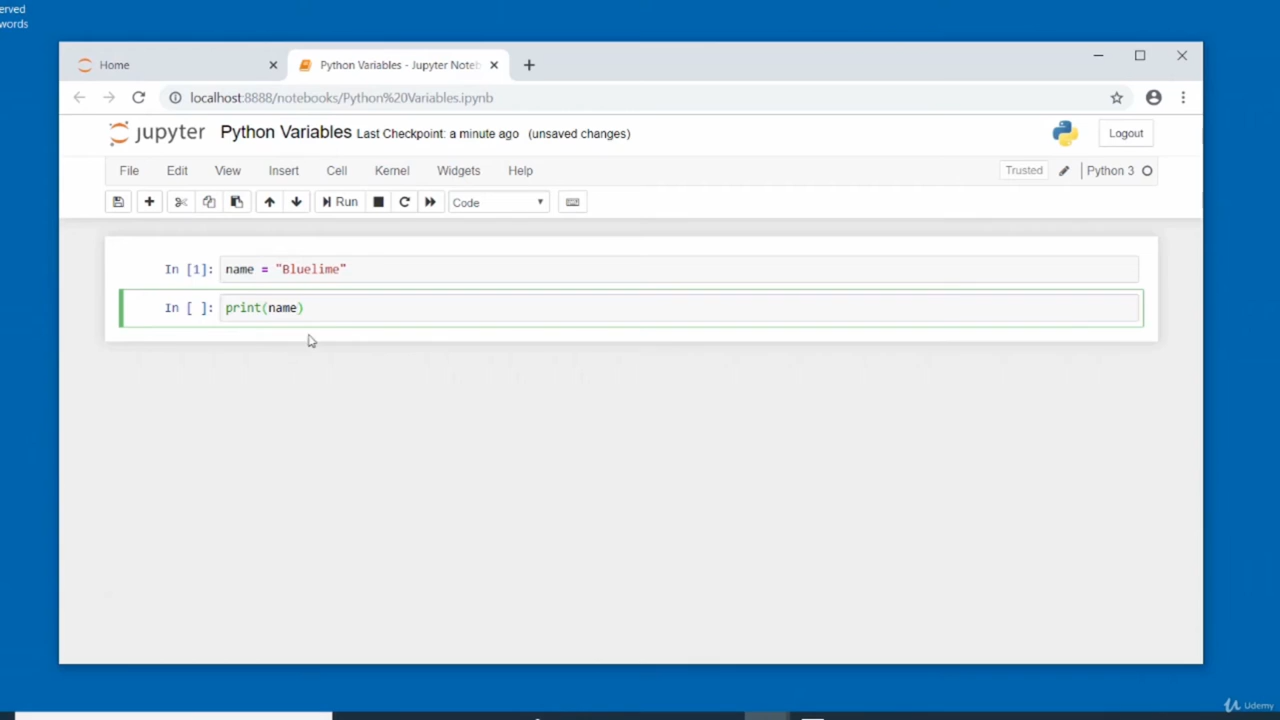 erved
words
Home
Python Variables - Jupyter Noteb
localhost:8888/notebooks/Python%20Variables.ipynb
jupyter Python Variables Last Checkpoint: a minute ago (unsaved changes)
Logout
File Edit View Insert Cell Kernel Widgets Help
Trusted Python 3
Run Code
In [1]: name = "Bluelime"
In [ ]: print(name)
Udemy